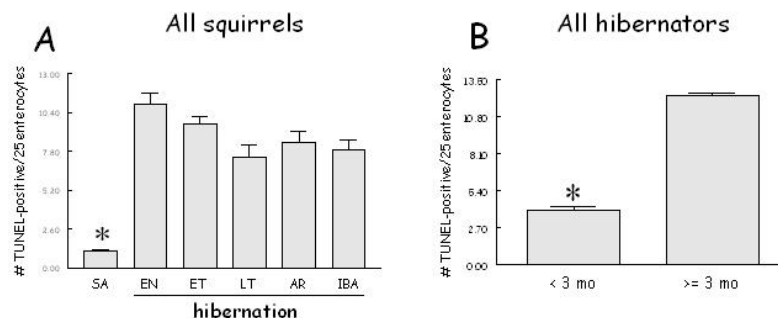 A
All squirrels
# TUNEL-positive/25 enterocytes
13.00
10.40
7.80
5.20
2.60
0.00
*
SA
EN
ET
LT
AR
IBA
hibernation
B
All hibernators
# TUNEL-positive/25 enterocytes
13.50
10.80
8.10
5.40
2.70
0.00
*
< 3 mo
>= 3 mo